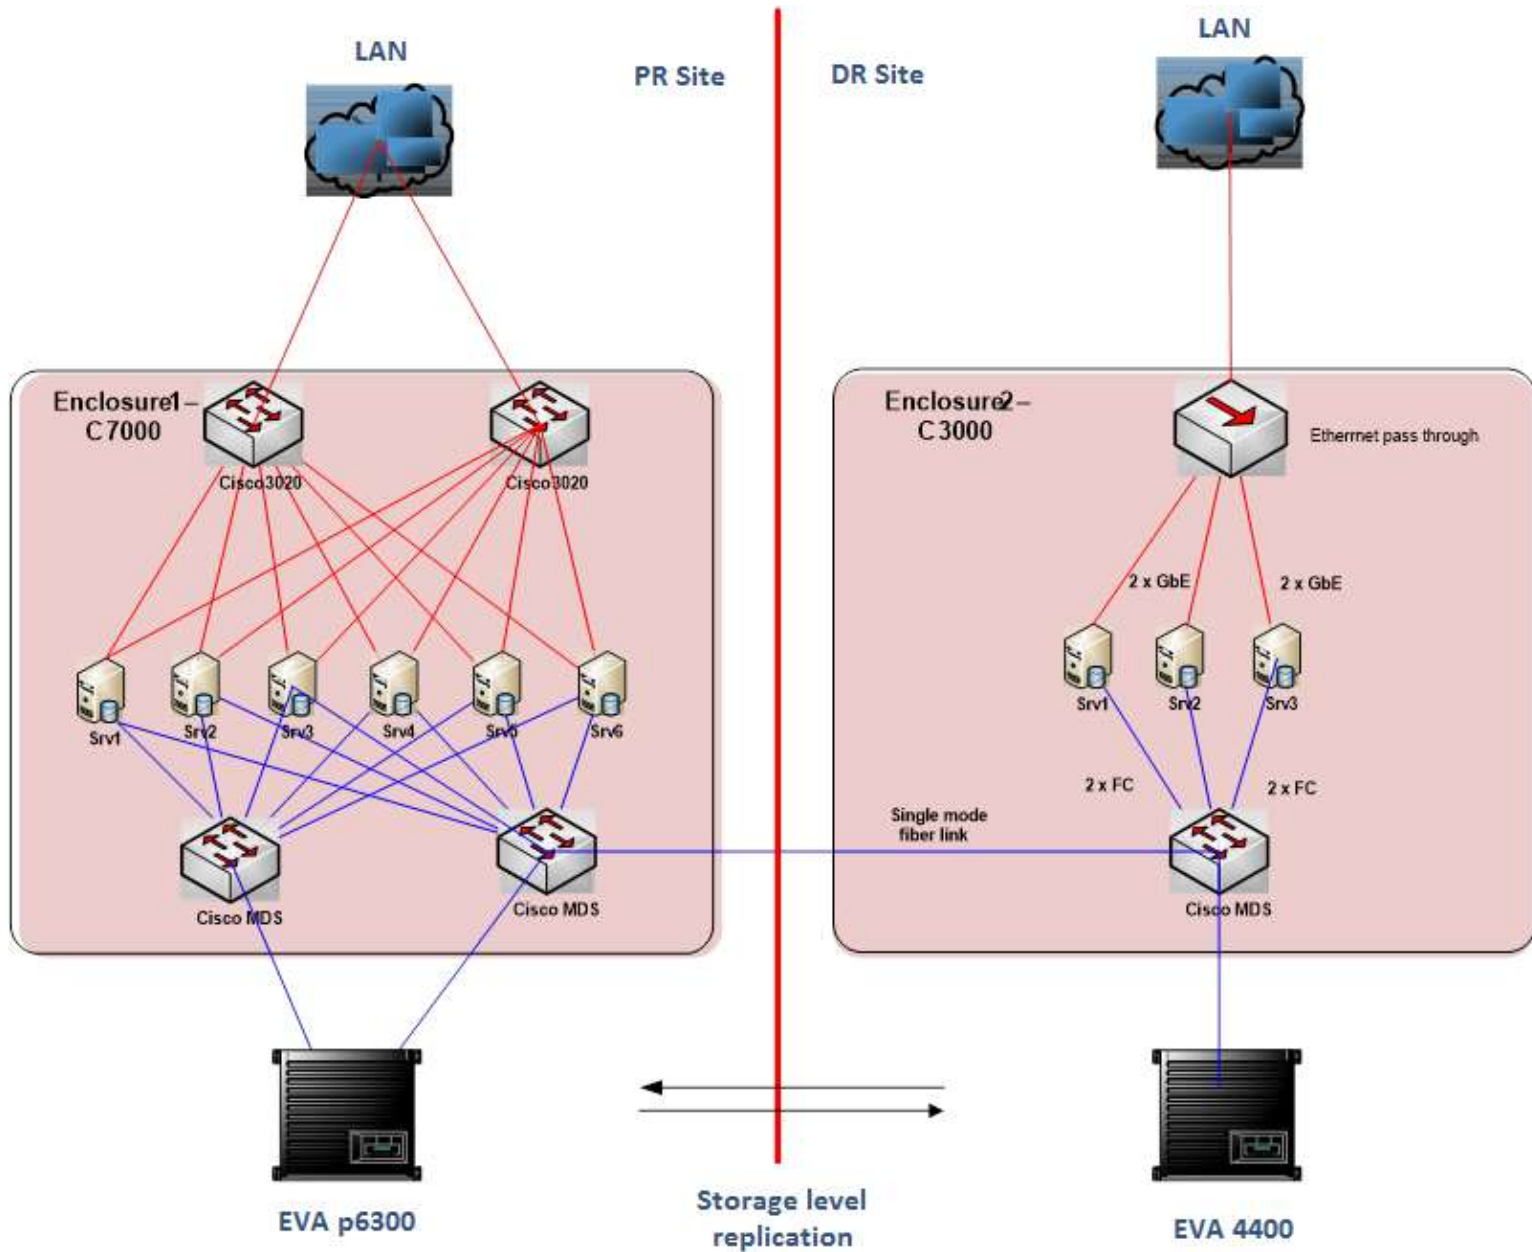 LAN
LAN
PR Site
DR Site
Enclosure1–
C7000
Cisco3020
Cisco3020
Enclosure2–
C3000
Ethermet pass through
2 x GbE
2 x GbE
Srv1
Srv2
Srv3
Srv4
Srv5
Srv6
Srv1
Srv2
Srv3
2 x FC
2 x FC
Single mode
fiber link
Cisco MDS
Cisco MDS
Cisco MDS
EVA p6300
Storage level
replication
EVA 4400